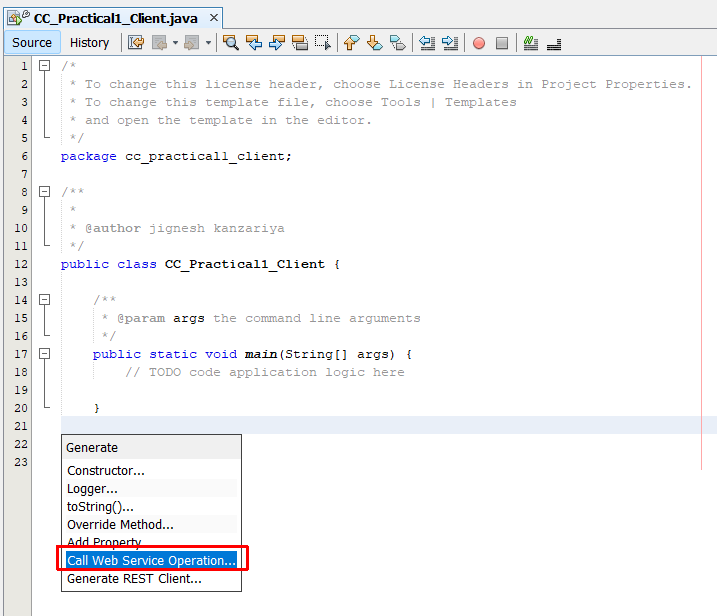 CC_Practical1_Client.java
Source History
1 /*
2 * To change this license header, choose License Headers in Project Properties.
3 * To change this template file, choose Tools | Templates
4 * and open the template in the editor.
5 */
6 package cc_practical1_client;
7
8 /**
9 *
10 * @author jignesh kanzariya
11 */
12 public class CC_Practical1_Client {
13
14 /**
15 * @param args the command line arguments
16 */
17 public static void main(String[] args) {
18 // TODO code application logic here
19
20 }
21
22
23
Generate
Constructor...
Logger...
toString()...
Override Method...
Add Property
Call Web Service Operation...
Generate REST Client...